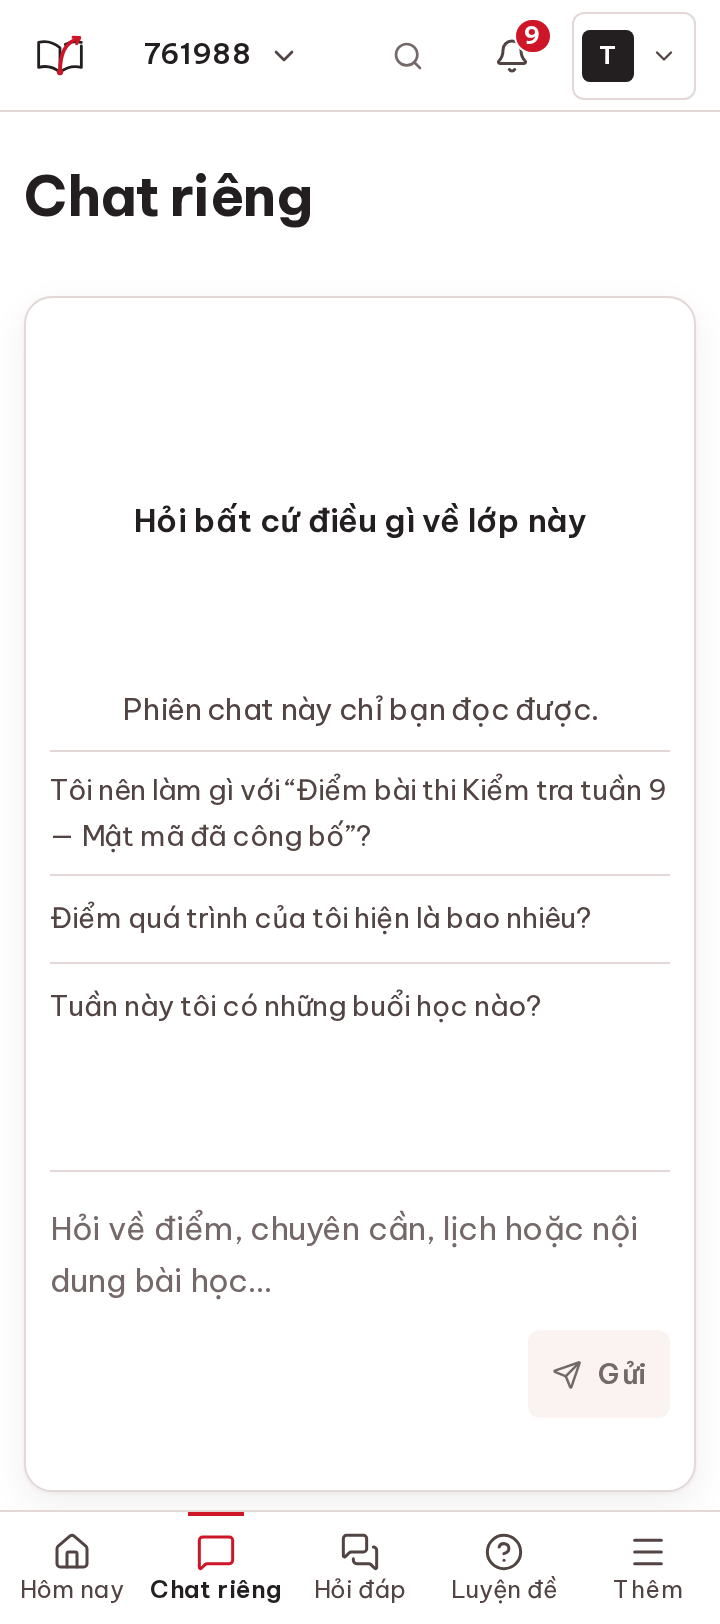 761988
9
T
Chat riêng
Hỏi bất cứ điều gì về lớp này
Phiên chat này chỉ bạn đọc được.
Tôi nên làm gì với “Điểm bài thi Kiểm tra tuần 9
— Mật mã đã công bố”?
Điểm quá trình của tôi hiện là bao nhiêu?
Tuần này tôi có những buổi học nào?
Hỏi về điểm, chuyên cần, lịch hoặc nội
dung bài học...
Gửi
Hôm nay
Chat riêng
Hỏi đáp
Luyện đề
Thêm